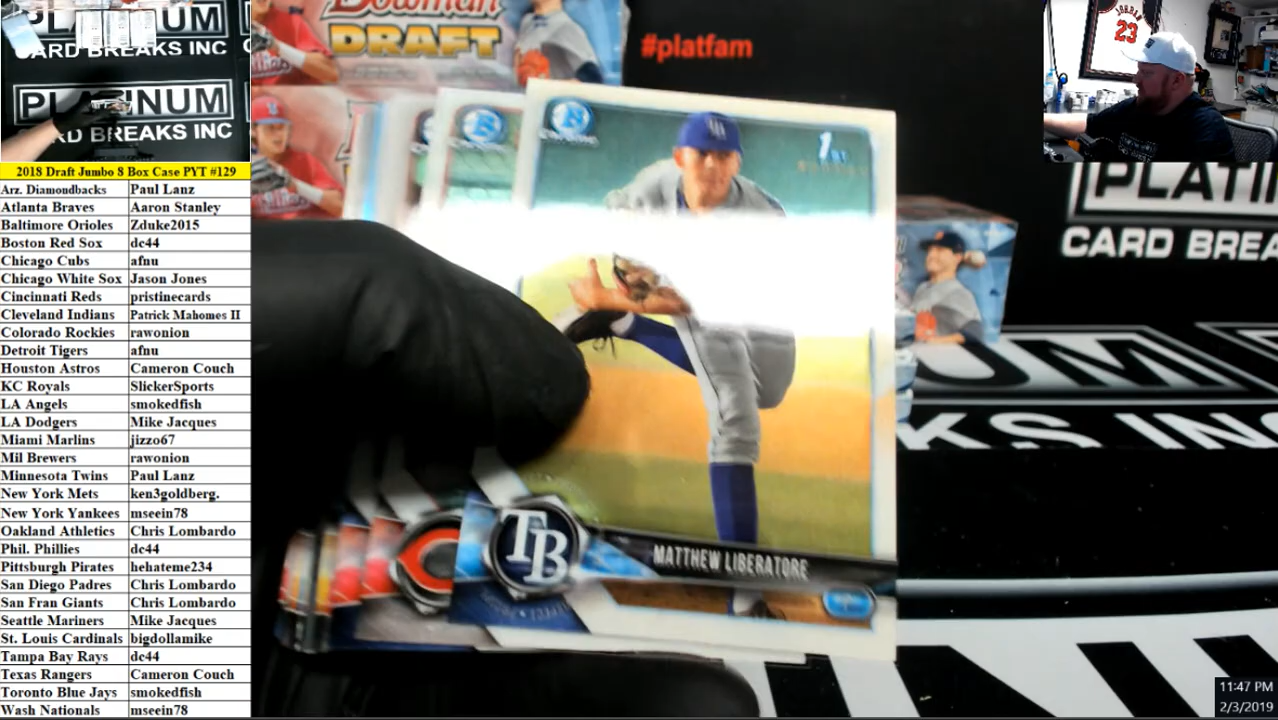 PLATINUM
CARD BREAKS INC
PLATINUM
CARD BREAKS INC
Bowman
DRAFT
#platfam
JORDAN
23
1ST
TB
MATTHEW LIBERATORE
C
PLATI
CARD BREA
UM
KS INC
2018 Draft Jumbo 8 Box Case PYT #129
Arz. Diamondbacks Paul Lanz
Atlanta Braves Aaron Stanley
Baltimore Orioles Zduke2015
Boston Red Sox dc44
Chicago Cubs afnu
Chicago White Sox Jason Jones
Cincinnati Reds pristinecards
Cleveland Indians Patrick Mahomes II
Colorado Rockies rawonion
Detroit Tigers afnu
Houston Astros Cameron Couch
KC Royals SlickerSports
LA Angels smokedfish
LA Dodgers Mike Jacques
Miami Marlins jizzo67
Mil Brewers rawonion
Minnesota Twins Paul Lanz
New York Mets ken3goldberg.
New York Yankees mseein78
Oakland Athletics Chris Lombardo
Phil. Phillies dc44
Pittsburgh Pirates hehateme234
San Diego Padres Chris Lombardo
San Fran Giants Chris Lombardo
Seattle Mariners Mike Jacques
St. Louis Cardinals bigdollamike
Tampa Bay Rays dc44
Texas Rangers Cameron Couch
Toronto Blue Jays smokedfish
Wash Nationals mseein78
11:47 PM
2/3/2019